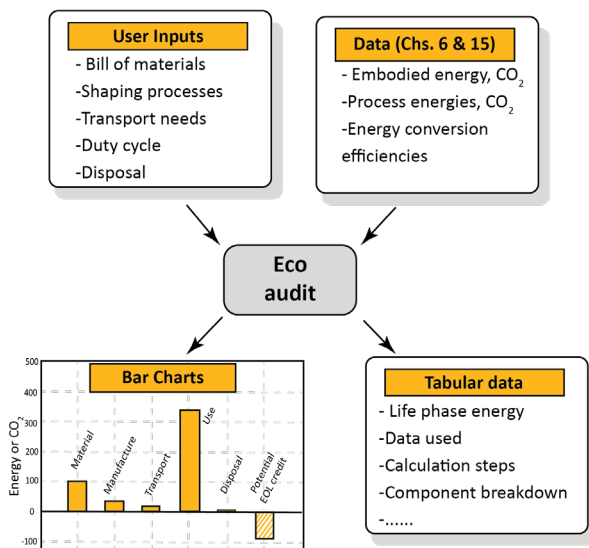 User Inputs
- Bill of materials
-Shaping processes
-Transport needs
-Duty cycle
-Disposal
Data (Chs. 6 & 15)
- Embodied energy, CO₂
-Process energies, CO₂
-Energy conversion
efficiencies
Eco
audit
Bar Charts
Energy or CO₂
500
400
300
200
100
0
-100
Material
Manufacture
Transport
Use
Disposal
Potential
EOL credit
Tabular data
- Life phase energy
-Data used
-Calculation steps
-Component breakdown
-......